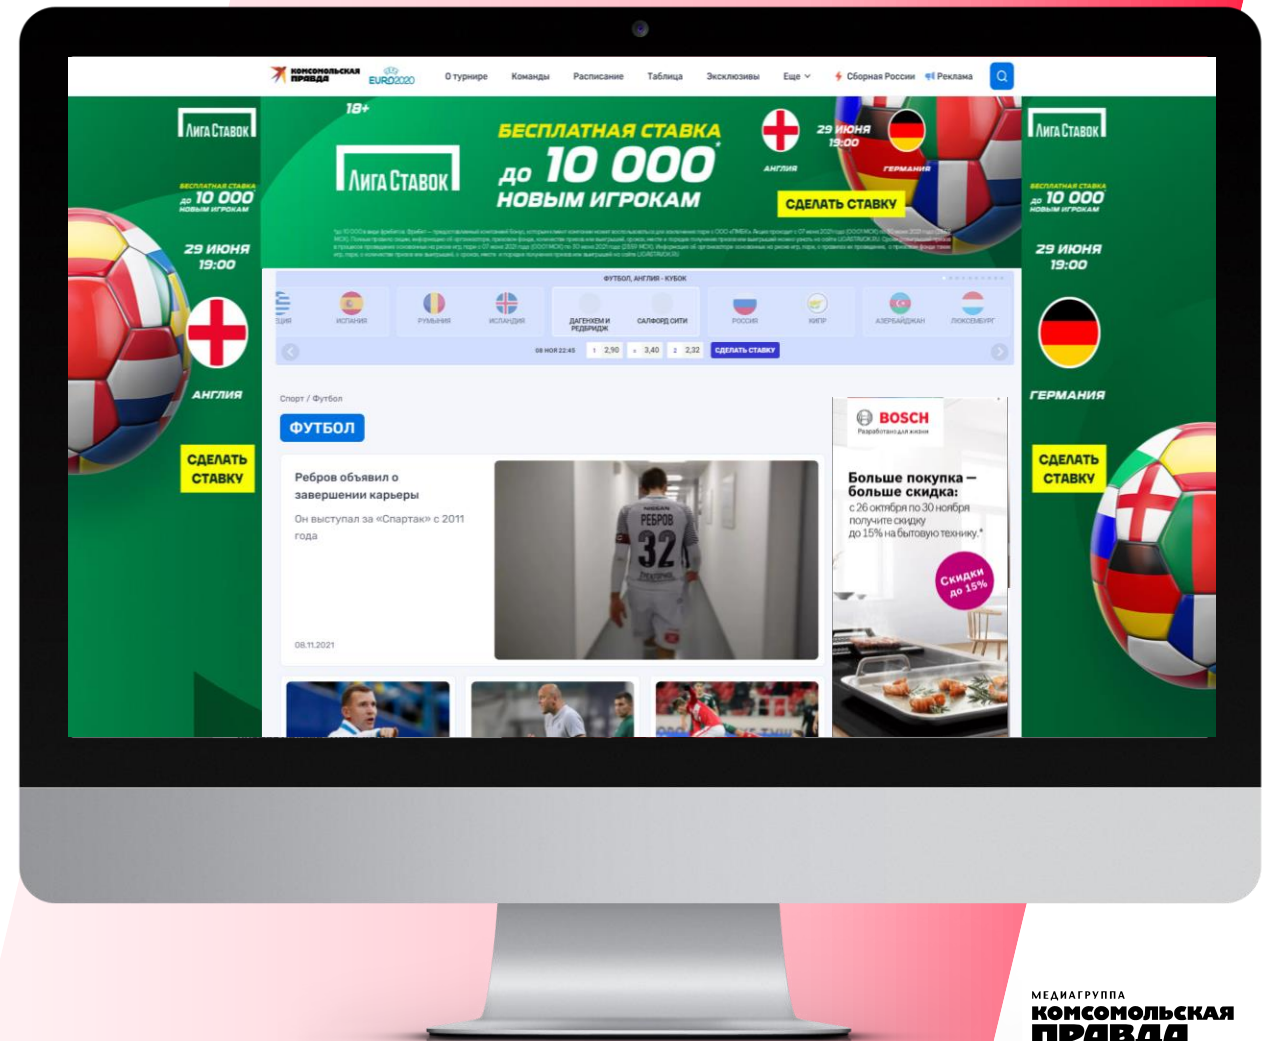 КОМСОМОЛЬСКАЯ
ПРАВДА
EURO2020
О турнире
Команды
Расписание
Таблица
Эксклюзивы
Еще
Сборная России
Реклама
ЛИГА СТАВОК
БЕСПЛАТНАЯ СТАВКА
ДО 10 000*
НОВЫМ ИГРОКАМ
29 ИЮНЯ
19:00
АНГЛИЯ
СДЕЛАТЬ
СТАВКУ
18+
ЛИГА СТАВОК
БЕСПЛАТНАЯ СТАВКА
ДО 10 000*
НОВЫМ ИГРОКАМ
АНГЛИЯ
29 ИЮНЯ
19:00
ГЕРМАНИЯ
СДЕЛАТЬ СТАВКУ
ЛИГА СТАВОК
БЕСПЛАТНАЯ СТАВКА
ДО 10 000*
НОВЫМ ИГРОКАМ
29 ИЮНЯ
19:00
ГЕРМАНИЯ
СДЕЛАТЬ
СТАВКУ
ФУТБОЛ, АНГЛИЯ - КУБОК
ЕЦИЯ
ИСПАНИЯ
РУМЫНИЯ
ИСЛАНДИЯ
ДАГЕНХЕМ И
РЕДБРИДЖ
САЛФОРД СИТИ
РОССИЯ
КИПР
АЗЕРБАЙДЖАН
ЛЮКСЕМБУРГ
08 НОЯ 22:45
1 2,90
x 3,40
2 2,32
СДЕЛАТЬ СТАВКУ
Спорт / Футбол
ФУТБОЛ
Ребров объявил о
завершении карьеры
Он выступал за «Спартак» с 2011
года
08.11.2021
NISSAN
РЕБРОВ
32
BOSCH
Разработано для жизни
Больше покупка —
больше скидка:
с 26 октября по 30 ноября
получите скидку
до 15% на бытовую технику.*
Скидки
до 15%
МЕДИАГРУППА
КОМСОМОЛЬСКАЯ
ПРАВДА